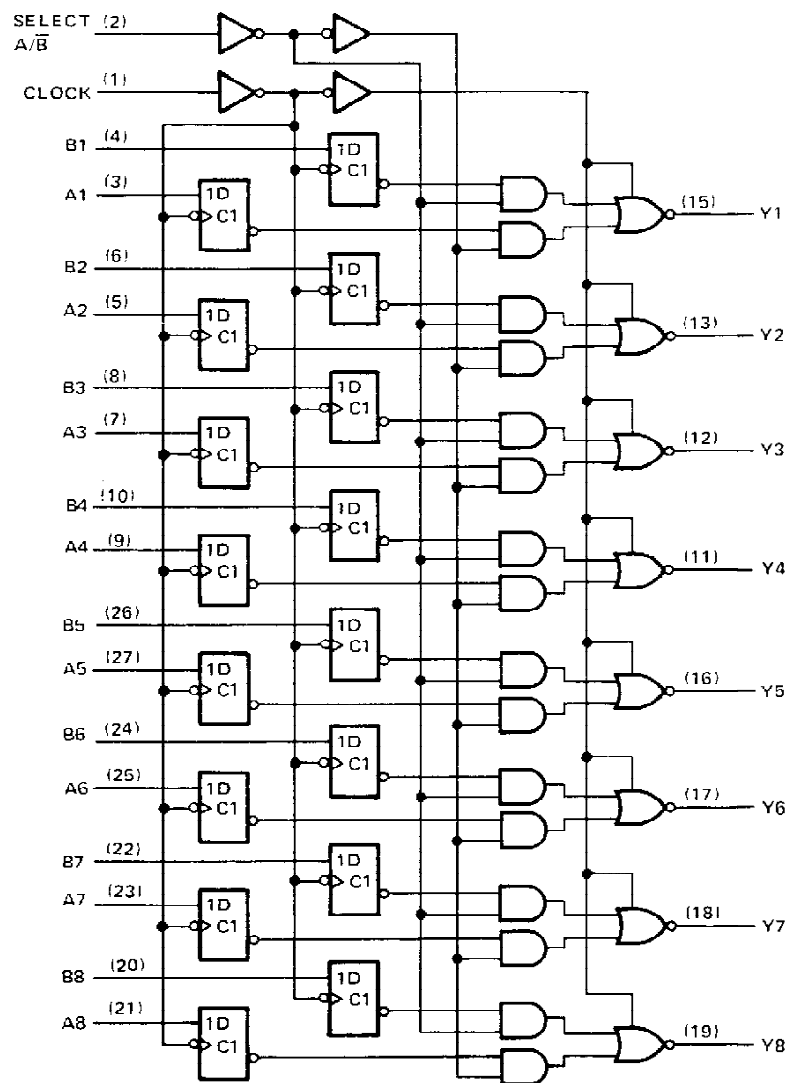 SELECT (2)
A/B̅
CLOCK (1)
B1 (4) 1D
C1
A1 (3) 1D
C1
(15) Y1
B2 (6) 1D
C1
A2 (5) 1D
C1
(13) Y2
B3 (8) 1D
C1
A3 (7) 1D
C1
(12) Y3
B4 (10) 1D
C1
A4 (9) 1D
C1
(11) Y4
B5 (26) 1D
C1
A5 (27) 1D
C1
(16) Y5
B6 (24) 1D
C1
A6 (25) 1D
C1
(17) Y6
B7 (22) 1D
C1
A7 (23) 1D
C1
(18) Y7
B8 (20) 1D
C1
A8 (21) 1D
C1
(19) Y8